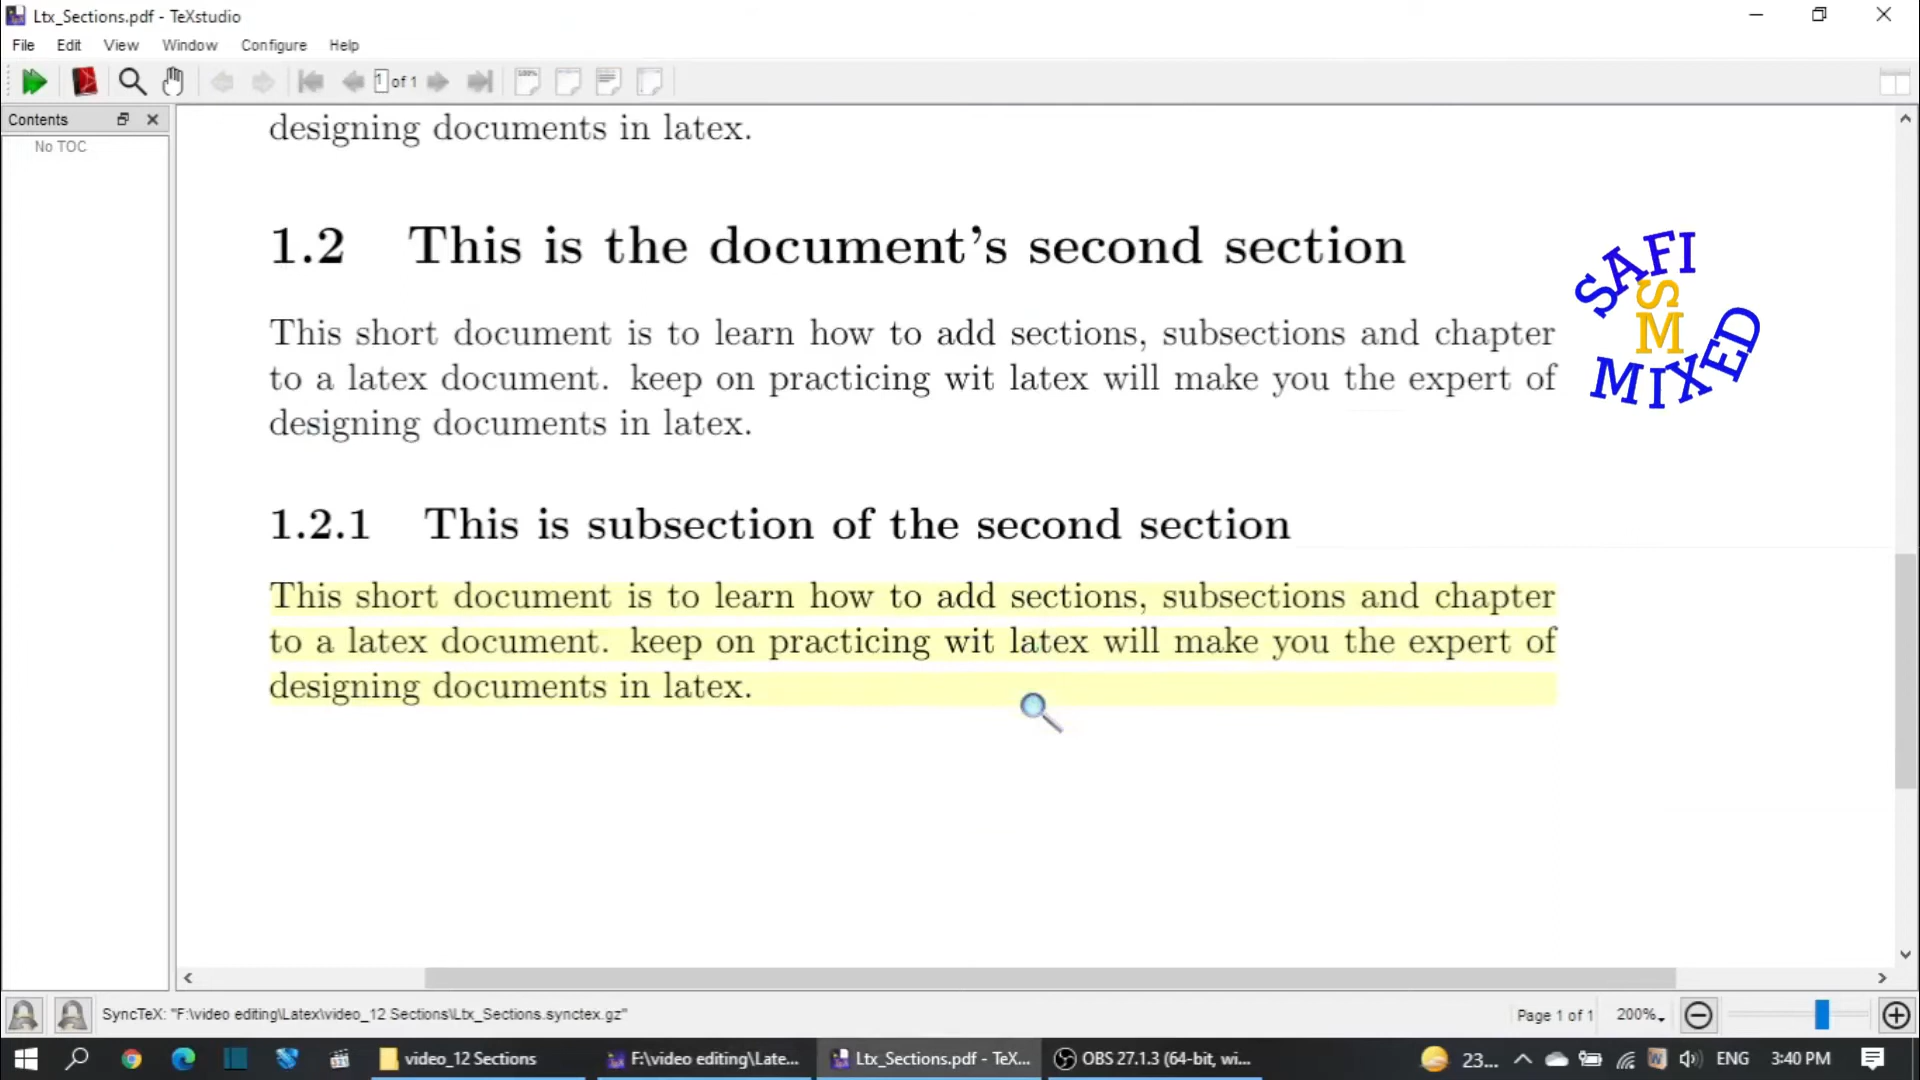 Ltx_Sections.pdf - TeXstudio
File Edit View Window Configure Help
1 of 1 100%
Contents
No TOC
designing documents in latex.
1.2 This is the document's second section
This short document is to learn how to add sections, subsections and chapter
to a latex document. keep on practicing wit latex will make you the expert of
designing documents in latex.
SAFI
SM
MIXED
1.2.1 This is subsection of the second section
This short document is to learn how to add sections, subsections and chapter
to a latex document. keep on practicing wit latex will make you the expert of
designing documents in latex.
SyncTeX: "F:\video editing\Latex\video_12 Sections\Ltx_Sections.synctex.gz"
Page 1 of 1 200%
video_12 Sections
F:\video editing\Late...
Ltx_Sections.pdf - TeX...
OBS 27.1.3 (64-bit, wi...
23... ENG 3:40 PM